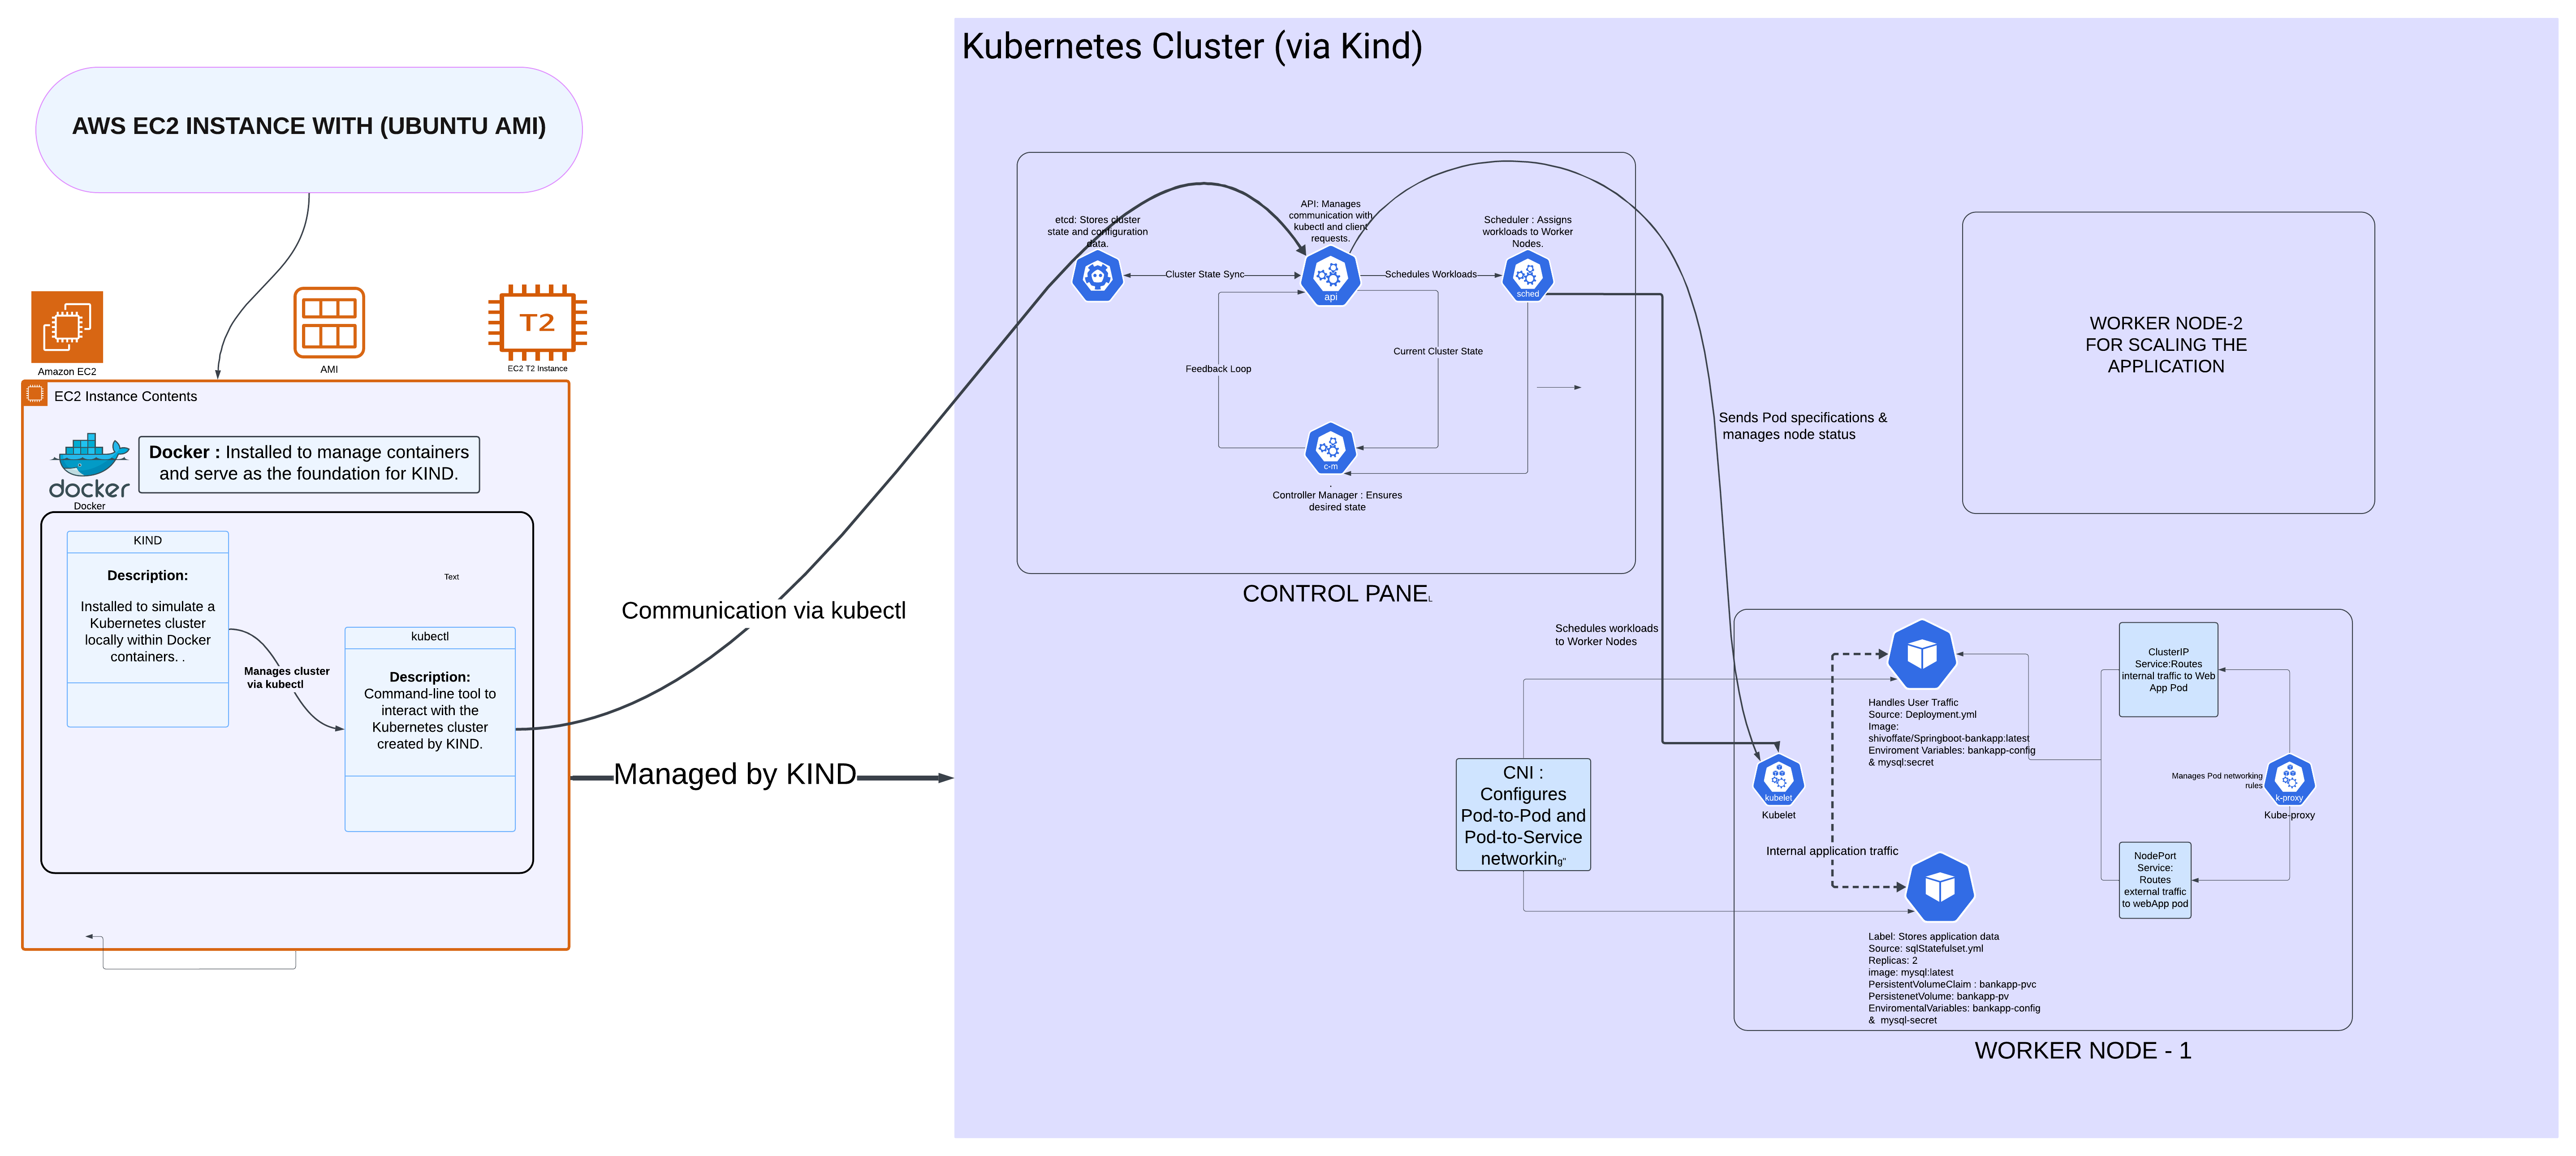 Kubernetes Cluster (via Kind)
AWS EC2 INSTANCE WITH (UBUNTU AMI)
Amazon EC2
AMI
T2
EC2 T2 Instance
EC2 Instance Contents
docker
Docker
Docker : Installed to manage containers
and serve as the foundation for KIND.
KIND
Description:
Installed to simulate a
Kubernetes cluster
locally within Docker
containers. .
Text
Manages cluster
via kubectl
kubectl
Description:
Command-line tool to
interact with the
Kubernetes cluster
created by KIND.
Communication via kubectl
Managed by KIND
etcd: Stores cluster
state and configuration
data.
Cluster State Sync
API: Manages
communication with
kubectl and client
requests.
api
Schedules Workloads
Scheduler : Assigns
workloads to Worker
Nodes.
sched
Feedback Loop
Current Cluster State
c-m
.
Controller Manager : Ensures
desired state
CONTROL PANEL
WORKER NODE-2
FOR SCALING THE
APPLICATION
Sends Pod specifications &
manages node status
Schedules workloads
to Worker Nodes
CNI :
Configures
Pod-to-Pod and
Pod-to-Service
networking"
kubelet
Kubelet
Handles User Traffic
Source: Deployment.yml
Image:
shivoffate/Springboot-bankapp:latest
Enviroment Variables: bankapp-config
& mysql:secret
Internal application traffic
Label: Stores application data
Source: sqlStatefulset.yml
Replicas: 2
image: mysql:latest
PersistentVolumeClaim : bankapp-pvc
PersistenetVolume: bankapp-pv
EnviromentalVariables: bankapp-config
& mysql-secret
ClusterIP
Service:Routes
internal traffic to Web
App Pod
Manages Pod networking
rules
k-proxy
Kube-proxy
NodePort
Service:
Routes
external traffic
to webApp pod
WORKER NODE - 1